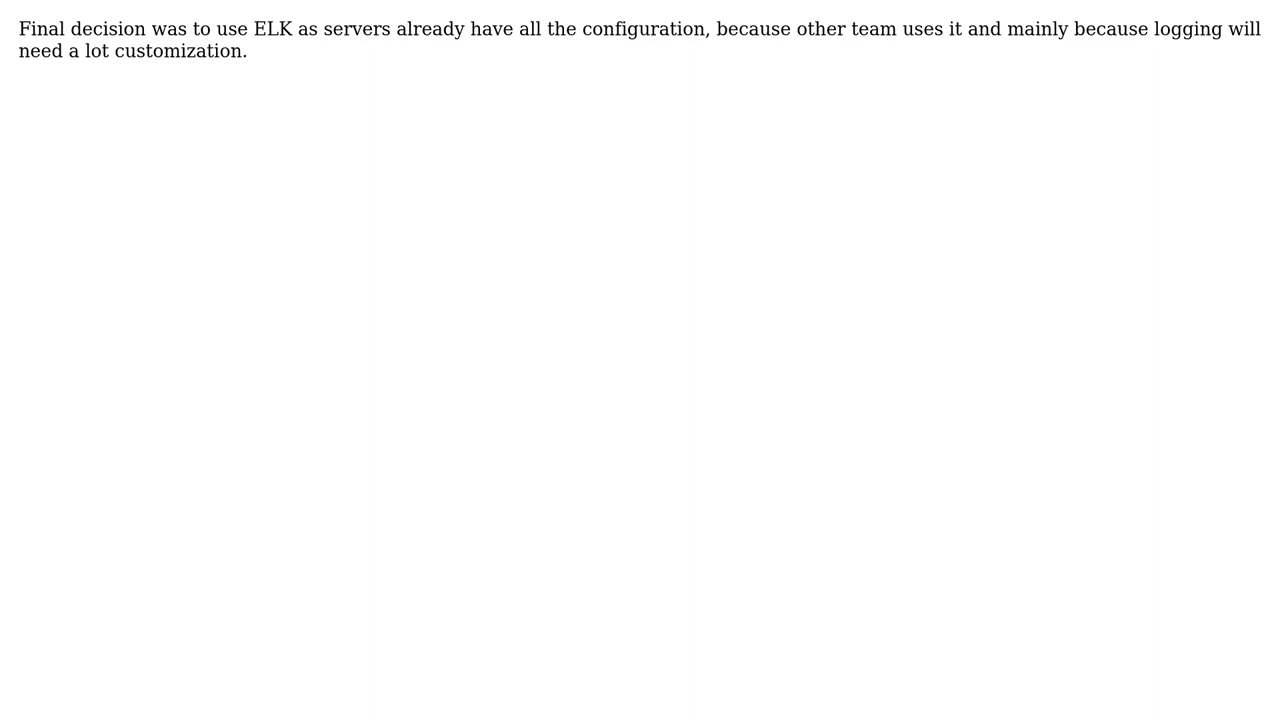 Final decision was to use ELK as servers already have all the configuration, because other team uses it and mainly because logging will
need a lot customization.